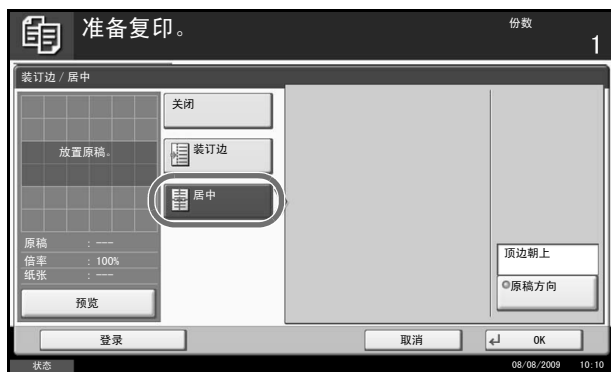 准备复印。
份数
1
装订边 / 居中
关闭
放置原稿。
装订边
居中
原稿 : ---
倍率 : 100%
纸张 : ---
预览
顶边朝上
原稿方向
登录
取消
OK
状态
08/08/2009 10:10